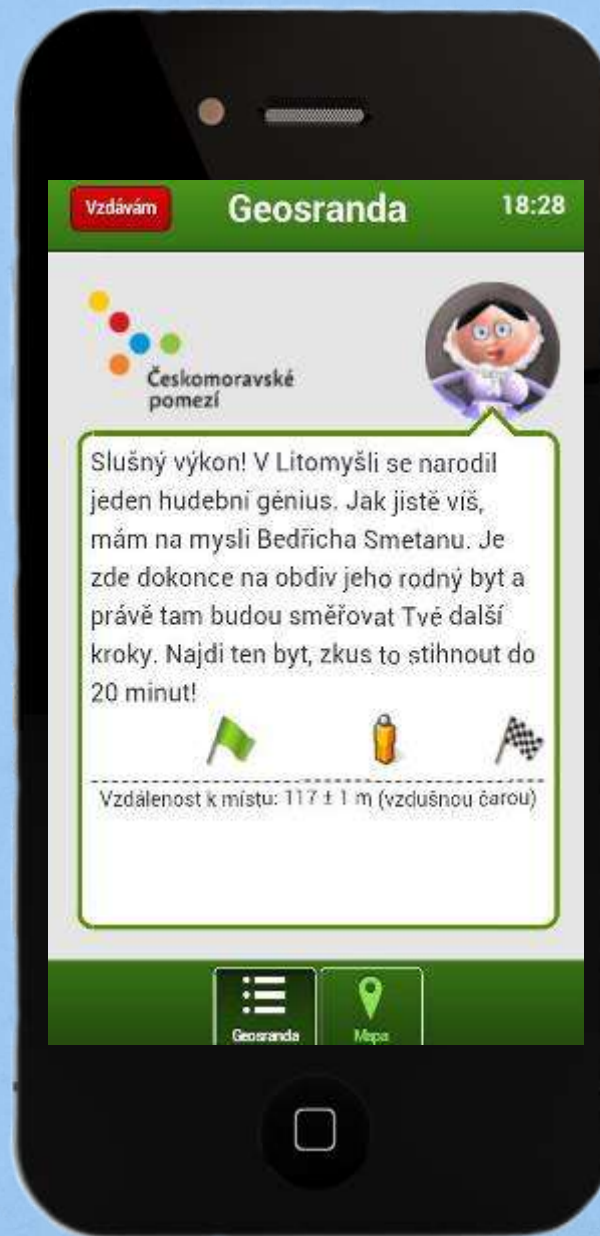 Vzdávám
Geosranda
18:28
Českomoravské
pomezí
Slušný výkon! V Litomyšli se narodil
jeden hudební génius. Jak jistě víš,
mám na mysli Bedřicha Smetanu. Je
zde dokonce na obdiv jeho rodný byt a
právě tam budou směřovat Tvé další
kroky. Najdi ten byt, zkus to stihnout do
20 minut!
Vzdálenost k místu: 117 ± 1 m (vzdušnou čarou)
Geosranda
Mapa